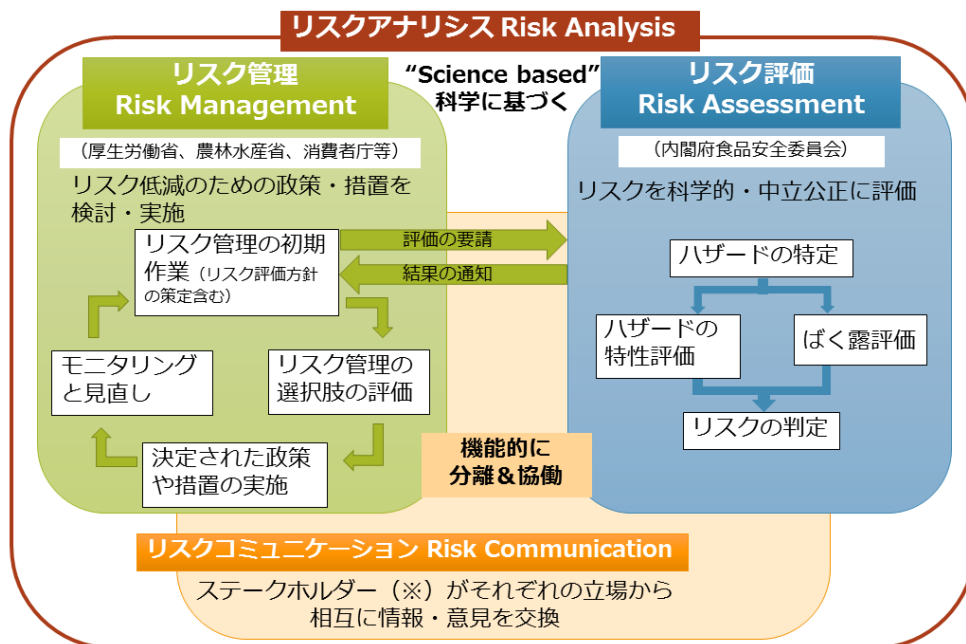 リスクアナリシス Risk Analysis
リスク管理
Risk Management
“Science based”
科学に基づく
リスク評価
Risk Assessment
（厚生労働省、農林水産省、消費者庁等）
リスク低減のための政策・措置を
検討・実施
（内閣府食品安全委員会）
リスクを科学的・中立公正に評価
リスク管理の初期
作業（リスク評価方針
の策定含む）
評価の要請
結果の通知
モニタリング
と見直し
リスク管理の
選択肢の評価
決定された政策
や措置の実施
ハザードの特定
ハザードの
特性評価
ばく露評価
リスクの判定
機能的に
分離＆協働
リスクコミュニケーション Risk Communication
ステークホルダー（※）がそれぞれの立場から
相互に情報・意見を交換